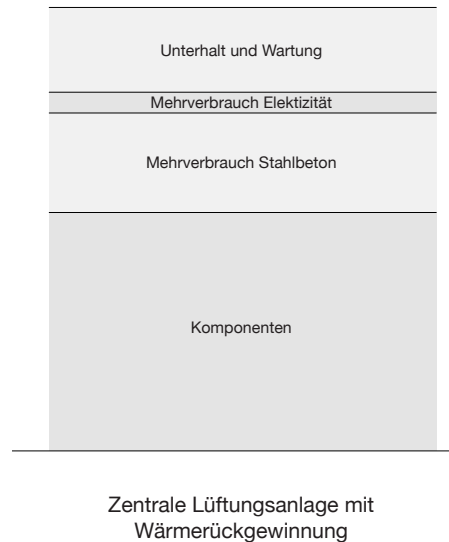 Unterhalt und Wartung
Mehrverbrauch Elektizität
Mehrverbrauch Stahlbeton
Komponenten
Zentrale Lüftungsanlage mit
Wärmerückgewinnung